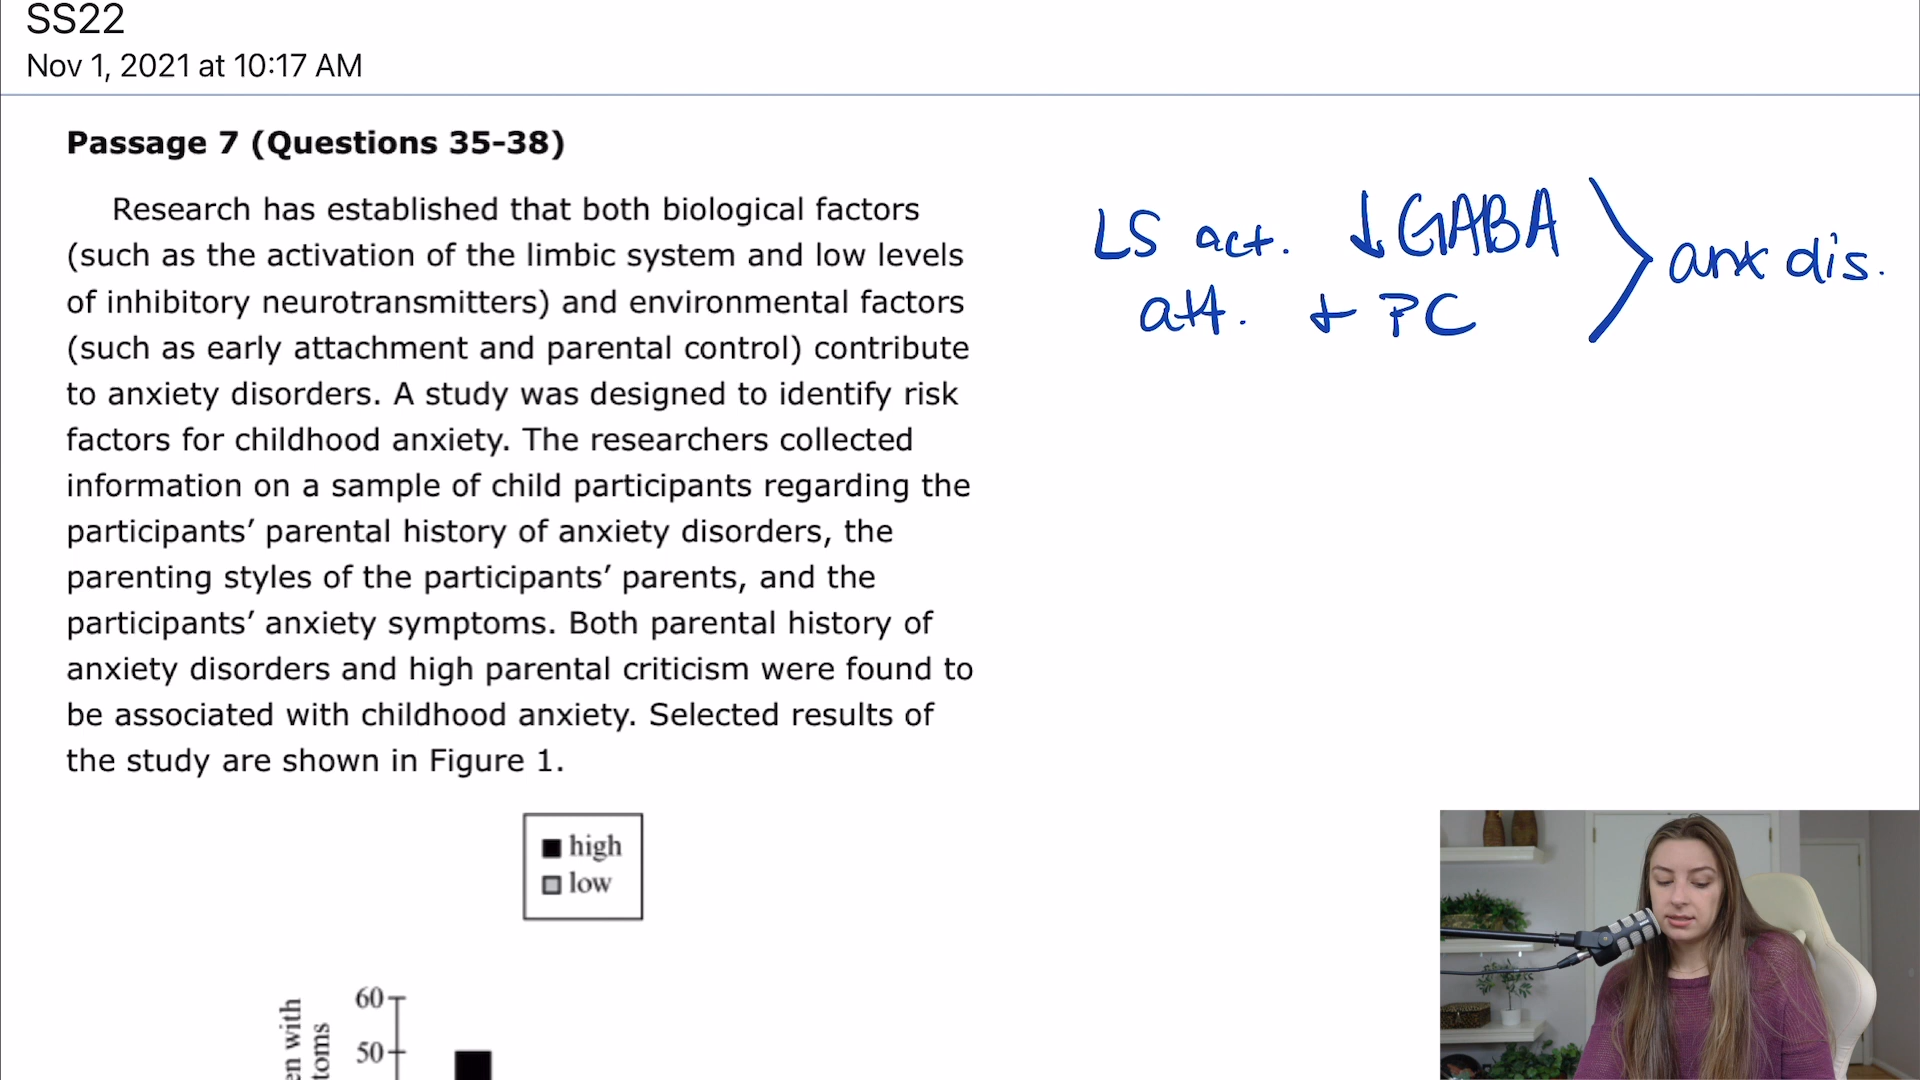 SS22
Nov 1, 2021 at 10:17 AM
Passage 7 (Questions 35-38)
Research has established that both biological factors
(such as the activation of the limbic system and low levels
of inhibitory neurotransmitters) and environmental factors
(such as early attachment and parental control) contribute
to anxiety disorders. A study was designed to identify risk
factors for childhood anxiety. The researchers collected
information on a sample of child participants regarding the
participants’ parental history of anxiety disorders, the
parenting styles of the participants’ parents, and the
participants’ anxiety symptoms. Both parental history of
anxiety disorders and high parental criticism were found to
be associated with childhood anxiety. Selected results of
the study are shown in Figure 1.
high
low
60
50
en with
toms
LS act. ↓GABA
att. + PC
anx dis.